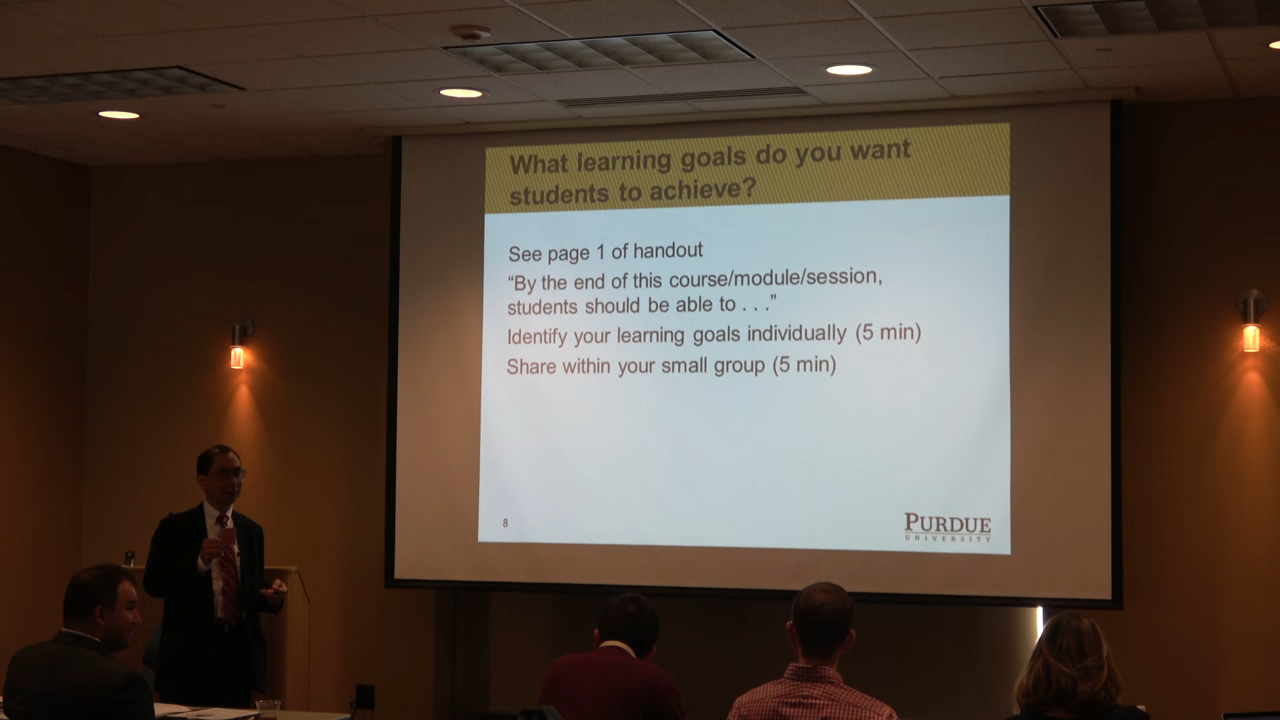 What learning goals do you want
students to achieve?
See page 1 of handout
“By the end of this course/module/session,
students should be able to . . .”
Identify your learning goals individually (5 min)
Share within your small group (5 min)
8
PURDUE
UNIVERSITY